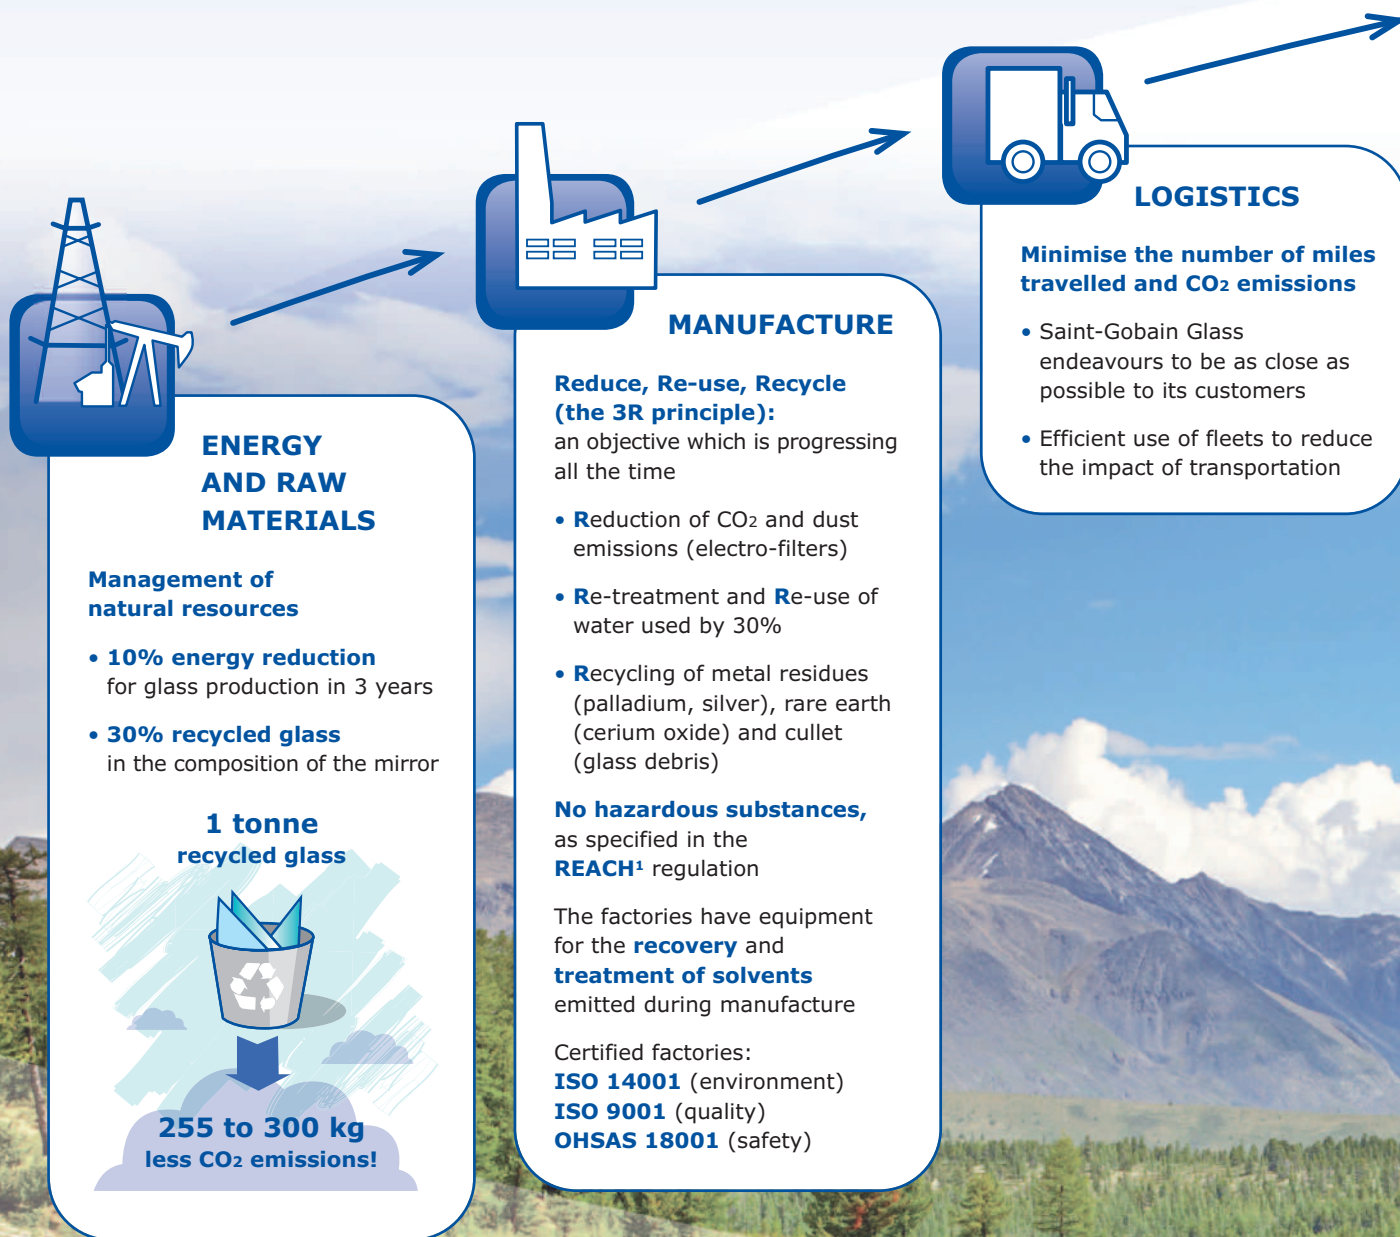 ENERGY
AND RAW
MATERIALS
Management of
natural resources
• 10% energy reduction
for glass production in 3 years
• 30% recycled glass
in the composition of the mirror
1 tonne
recycled glass
255 to 300 kg
less CO2 emissions!
MANUFACTURE
Reduce, Re-use, Recycle
(the 3R principle):
an objective which is progressing
all the time
• Reduction of CO2 and dust
emissions (electro-filters)
• Re-treatment and Re-use of
water used by 30%
• Recycling of metal residues
(palladium, silver), rare earth
(cerium oxide) and cullet
(glass debris)
No hazardous substances,
as specified in the
REACH¹ regulation
The factories have equipment
for the recovery and
treatment of solvents
emitted during manufacture
Certified factories:
ISO 14001 (environment)
ISO 9001 (quality)
OHSAS 18001 (safety)
LOGISTICS
Minimise the number of miles
travelled and CO2 emissions
• Saint-Gobain Glass
endeavours to be as close as
possible to its customers
• Efficient use of fleets to reduce
the impact of transportation